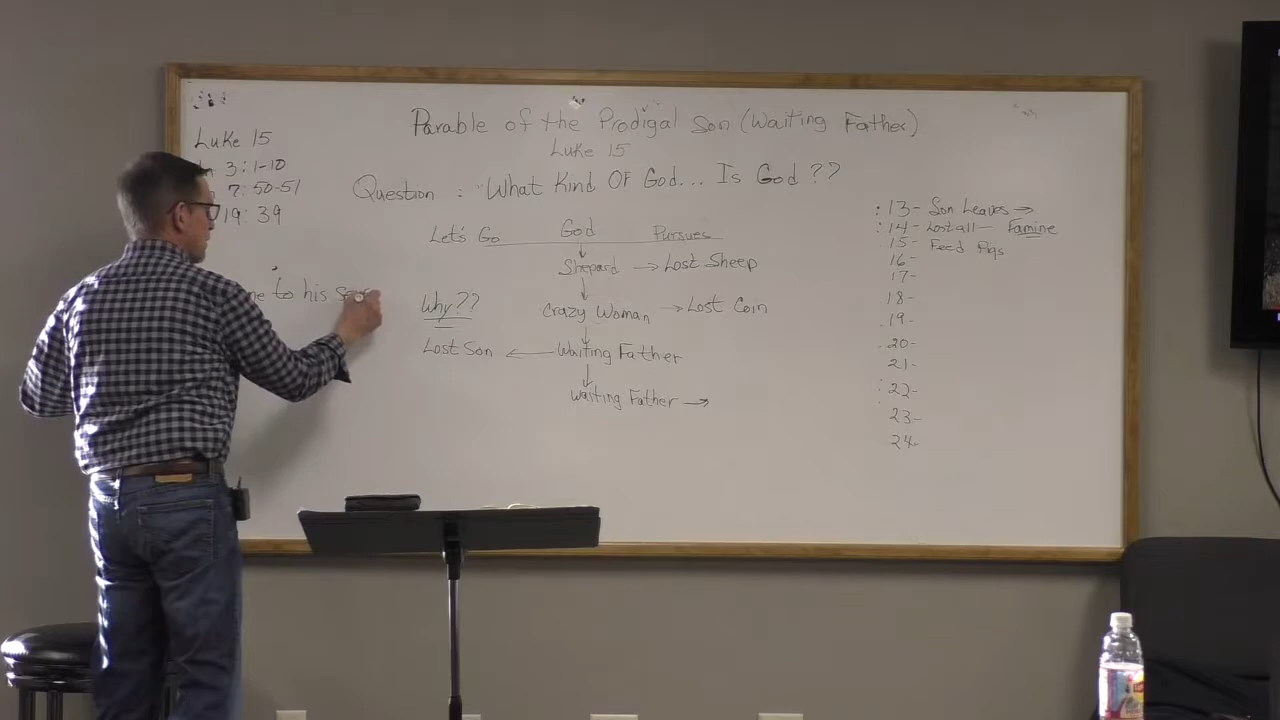 Parable of the Prodigal Son (Waiting Father)
Luke 15
Question : "What Kind Of God... Is God ??
Luke 15
3:1-10
7:50-51
19:39
to his
Let's Go God Pursues
Shepard → Lost Sheep
Why??
Crazy Woman → Lost Coin
Lost Son ← Waiting Father
Waiting Father →
:13- Son Leaves →
:14- Lost all - Famine
15- Feed Pigs
16-
17-
18-
19-
20-
21-
22-
23-
24-